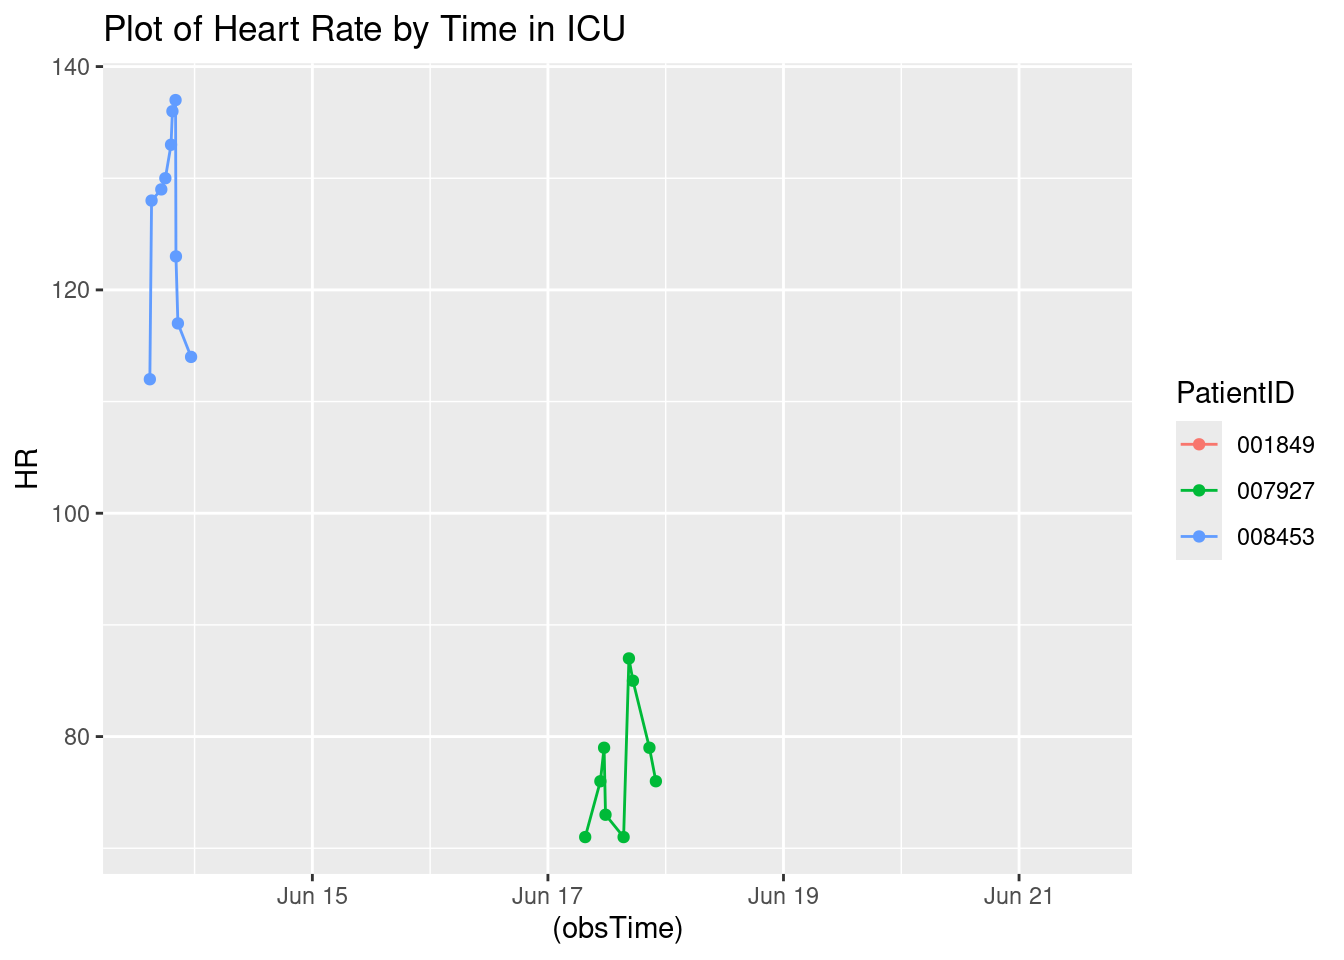 Plot of Heart Rate by Time in ICU
140
120
100
80
HR
Jun 15 Jun 17 Jun 19 Jun 21
(obsTime)
PatientID
001849
007927
008453